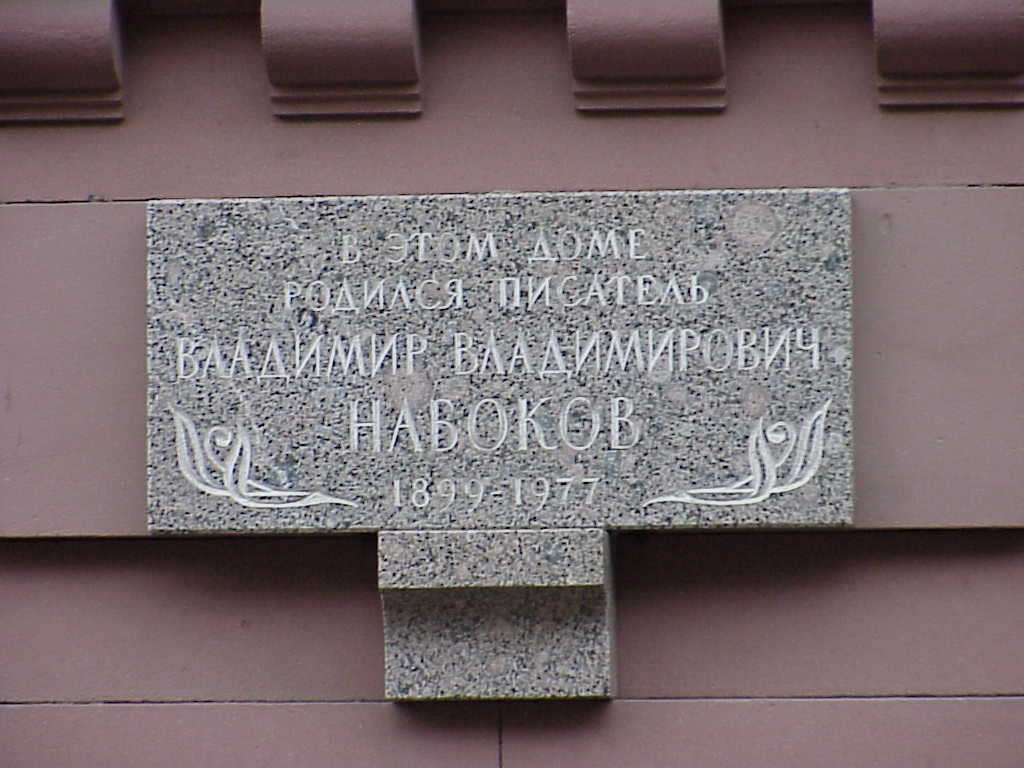 В ЭТОМ ДОМЕ
РОДИЛСЯ ПИСАТЕЛЬ
ВЛАДИМИР ВЛАДИМИРОВИЧ
НАБОКОВ
1899-1977